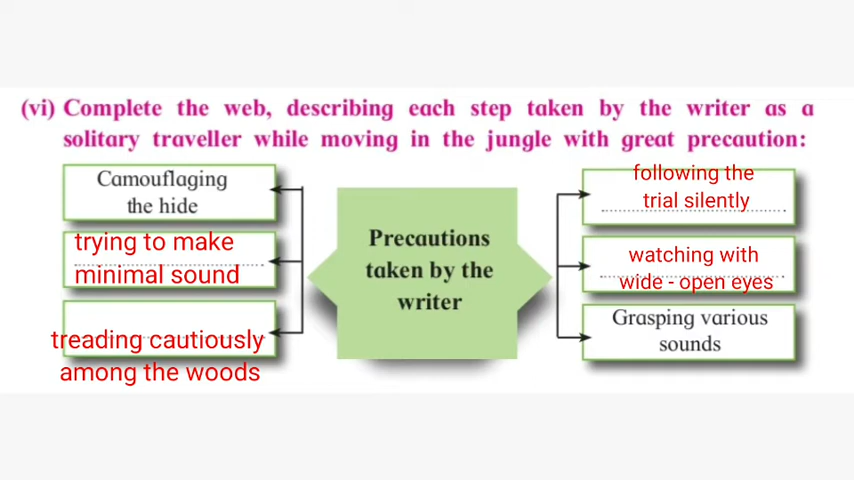 (vi) Complete the web, describing each step taken by the writer as a
solitary traveller while moving in the jungle with great precaution:
Camouflaging
the hide
trying to make
minimal sound
treading cautiously
among the woods
Precautions
taken by the
writer
following the
trial silently
watching with
wide - open eyes
Grasping various
sounds